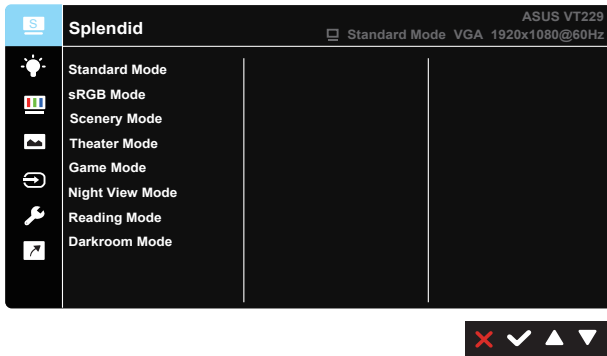 S
Splendid
ASUS VT229
Standard Mode VGA 1920x1080@60Hz
Standard Mode
sRGB Mode
Scenery Mode
Theater Mode
Game Mode
Night View Mode
Reading Mode
Darkroom Mode